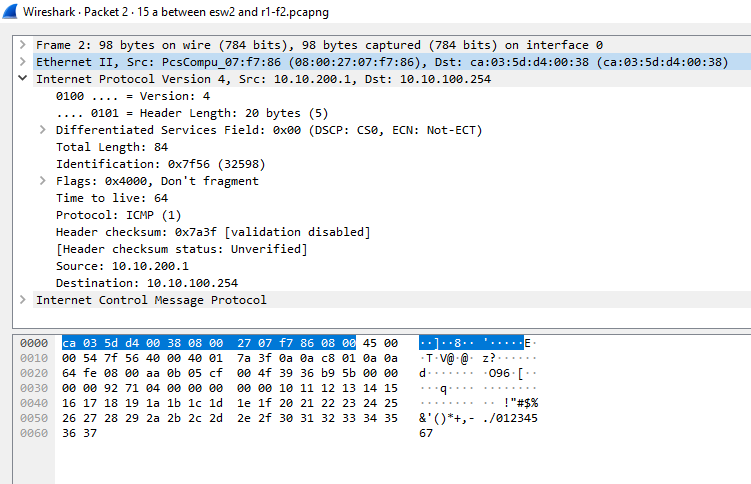 Wireshark · Packet 2 · 15 a between esw2 and r1-f2.pcapng
Frame 2: 98 bytes on wire (784 bits), 98 bytes captured (784 bits) on interface 0
Ethernet II, Src: PcsCompu_07:f7:86 (08:00:27:07:f7:86), Dst: ca:03:5d:d4:00:38 (ca:03:5d:d4:00:38)
Internet Protocol Version 4, Src: 10.10.200.1, Dst: 10.10.100.254
0100 .... = Version: 4
.... 0101 = Header Length: 20 bytes (5)
Differentiated Services Field: 0x00 (DSCP: CS0, ECN: Not-ECT)
Total Length: 84
Identification: 0x7f56 (32598)
Flags: 0x4000, Don't fragment
Time to live: 64
Protocol: ICMP (1)
Header checksum: 0x7a3f [validation disabled]
[Header checksum status: Unverified]
Source: 10.10.200.1
Destination: 10.10.100.254
Internet Control Message Protocol
0000 ca 03 5d d4 00 38 08 00 27 07 f7 86 08 00 45 00 ··]··8·· '·····E·
0010 00 54 7f 56 40 00 40 01 7a 3f 0a 0a c8 01 0a 0a ·T·V@·@· z?······
0020 64 fe 08 00 aa 0b 05 cf 00 4f 39 36 b9 5b 00 00 d······· ·O96·[··
0030 00 00 92 71 04 00 00 00 00 00 10 11 12 13 14 15 ···q···· ········
0040 16 17 18 19 1a 1b 1c 1d 1e 1f 20 21 22 23 24 25 ········ ·· !"#$%
0050 26 27 28 29 2a 2b 2c 2d 2e 2f 30 31 32 33 34 35 &'()*+,- ./012345
0060 36 37 67